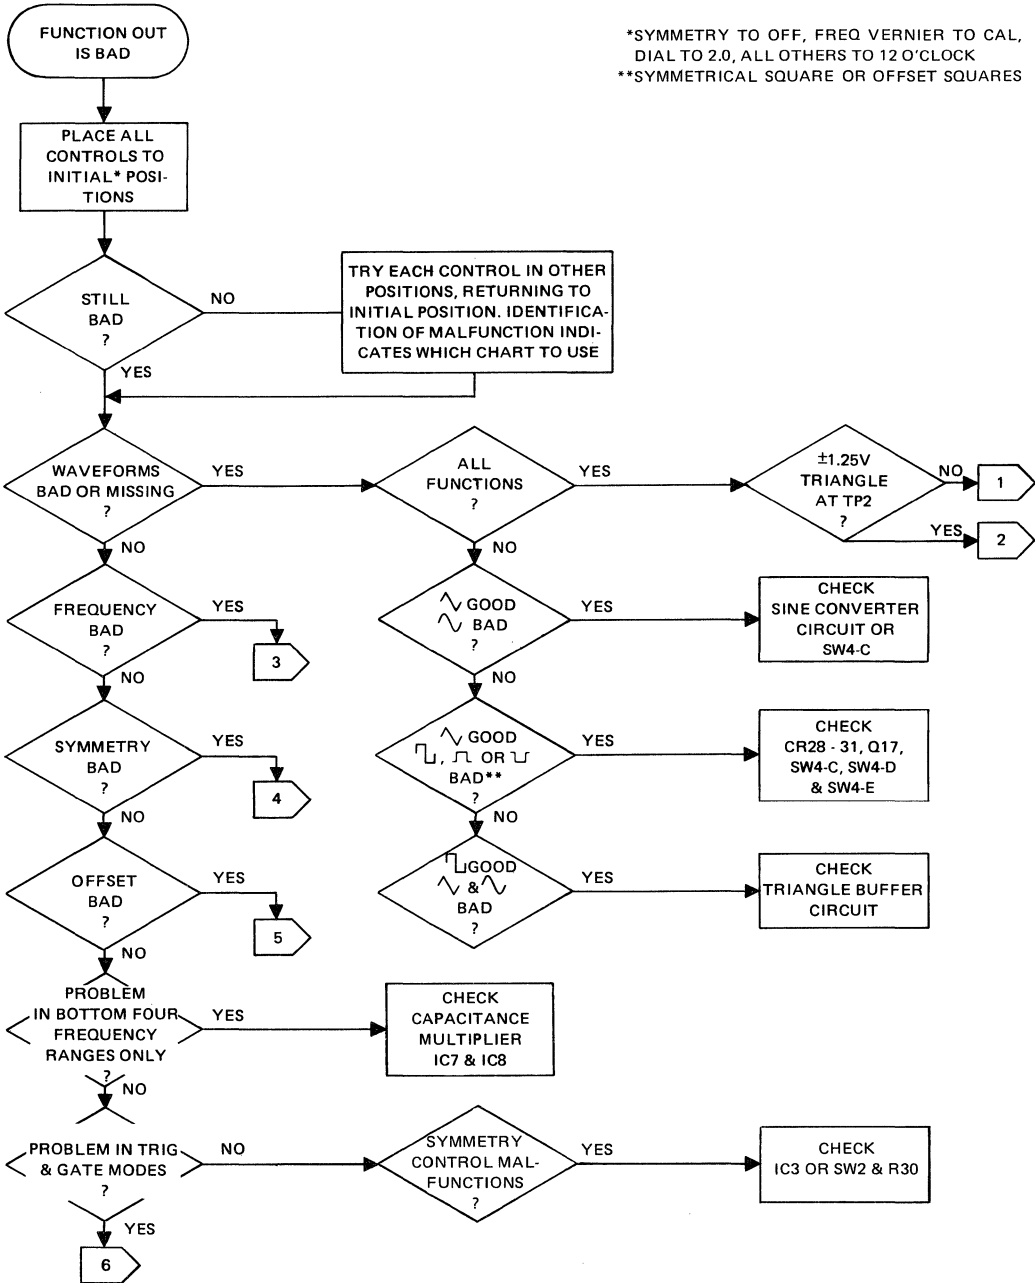 FUNCTION OUT
IS BAD
*SYMMETRY TO OFF, FREQ VERNIER TO CAL,
DIAL TO 2.0, ALL OTHERS TO 12 O'CLOCK
**SYMMETRICAL SQUARE OR OFFSET SQUARES
PLACE ALL
CONTROLS TO
INITIAL* POSI-
TIONS
STILL
BAD
?
NO
YES
TRY EACH CONTROL IN OTHER
POSITIONS, RETURNING TO
INITIAL POSITION. IDENTIFICA-
TION OF MALFUNCTION INDI-
CATES WHICH CHART TO USE
WAVEFORMS
BAD OR MISSING
?
YES
NO
ALL
FUNCTIONS
?
YES
NO
±1.25V
TRIANGLE
AT TP2
?
NO
1
YES
2
FREQUENCY
BAD
?
YES
3
NO
GOOD
BAD
?
YES
NO
CHECK
SINE CONVERTER
CIRCUIT OR
SW4-C
SYMMETRY
BAD
?
YES
4
NO
GOOD
, OR
BAD**
?
YES
NO
CHECK
CR28 - 31, Q17,
SW4-C, SW4-D
& SW4-E
OFFSET
BAD
?
YES
5
NO
GOOD
&
BAD
?
YES
CHECK
TRIANGLE BUFFER
CIRCUIT
PROBLEM
IN BOTTOM FOUR
FREQUENCY
RANGES ONLY
?
YES
NO
CHECK
CAPACITANCE
MULTIPLIER
IC7 & IC8
PROBLEM IN TRIG
& GATE MODES
?
NO
YES
6
SYMMETRY
CONTROL MAL-
FUNCTIONS
?
YES
CHECK
IC3 OR SW2 & R30